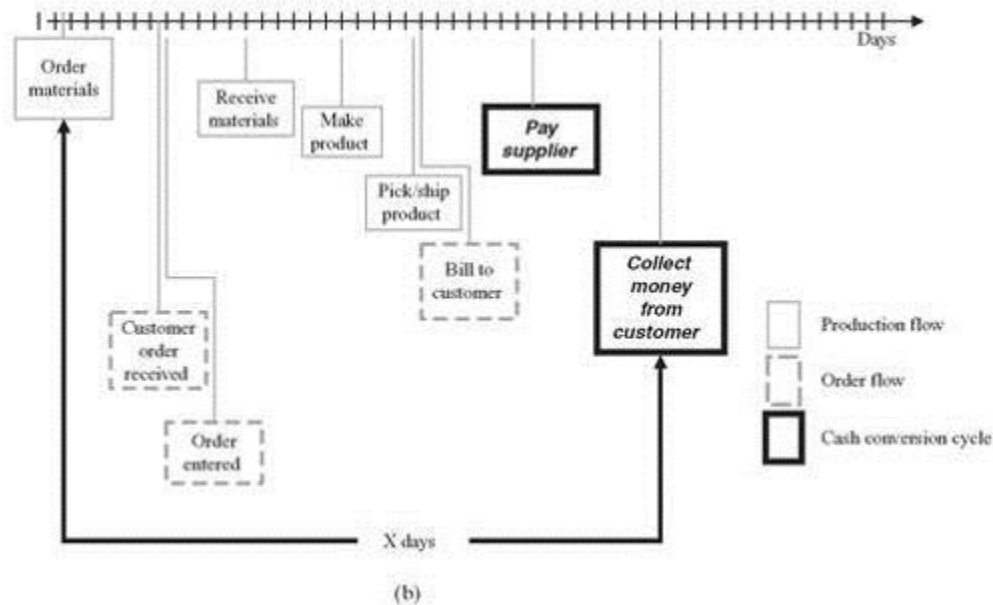 Days
Order
materials
Receive
materials
Make
product
Pay
supplier
Pick/ship
product
Bill to
customer
Collect
money
from
customer
Customer
order
received
Order
entered
Production flow
Order flow
Cash conversion cycle
X days
(b)